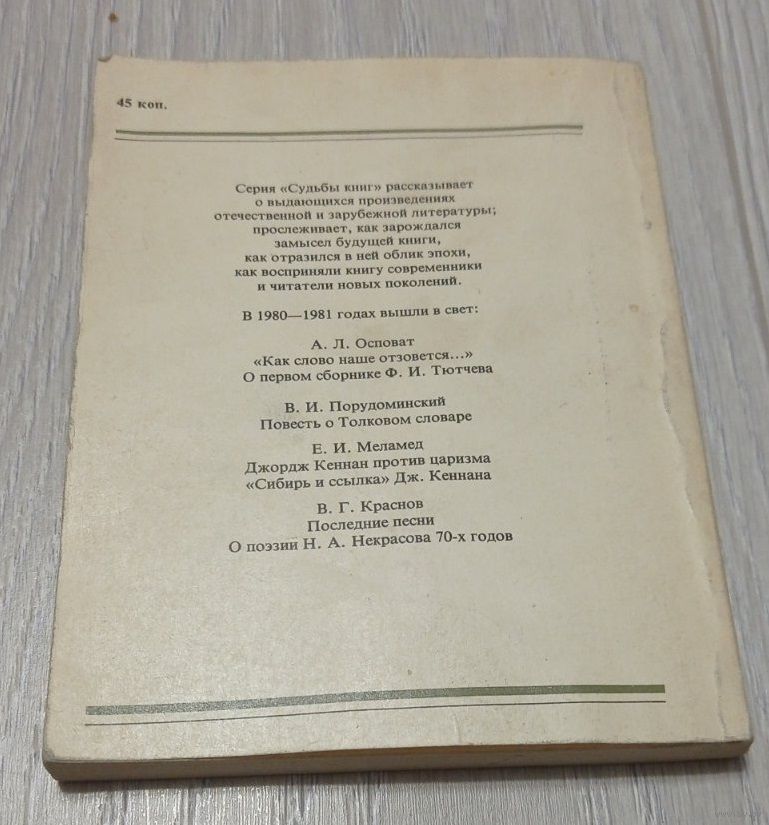 45 коп.
Серия «Судьбы книг» рассказывает
о выдающихся произведениях
отечественной и зарубежной литературы;
прослеживает, как зарождался
замысел будущей книги,
как отразился в ней облик эпохи,
как восприняли книгу современники
и читатели новых поколений.
В 1980—1981 годах вышли в свет:
А. Л. Осповат
«Как слово наше отзовется...»
О первом сборнике Ф. И. Тютчева
В. И. Порудоминский
Повесть о Толковом словаре
Е. И. Меламед
Джордж Кеннан против царизма
«Сибирь и ссылка» Дж. Кеннана
В. Г. Краснов
Последние песни
О поэзии Н. А. Некрасова 70-х годов